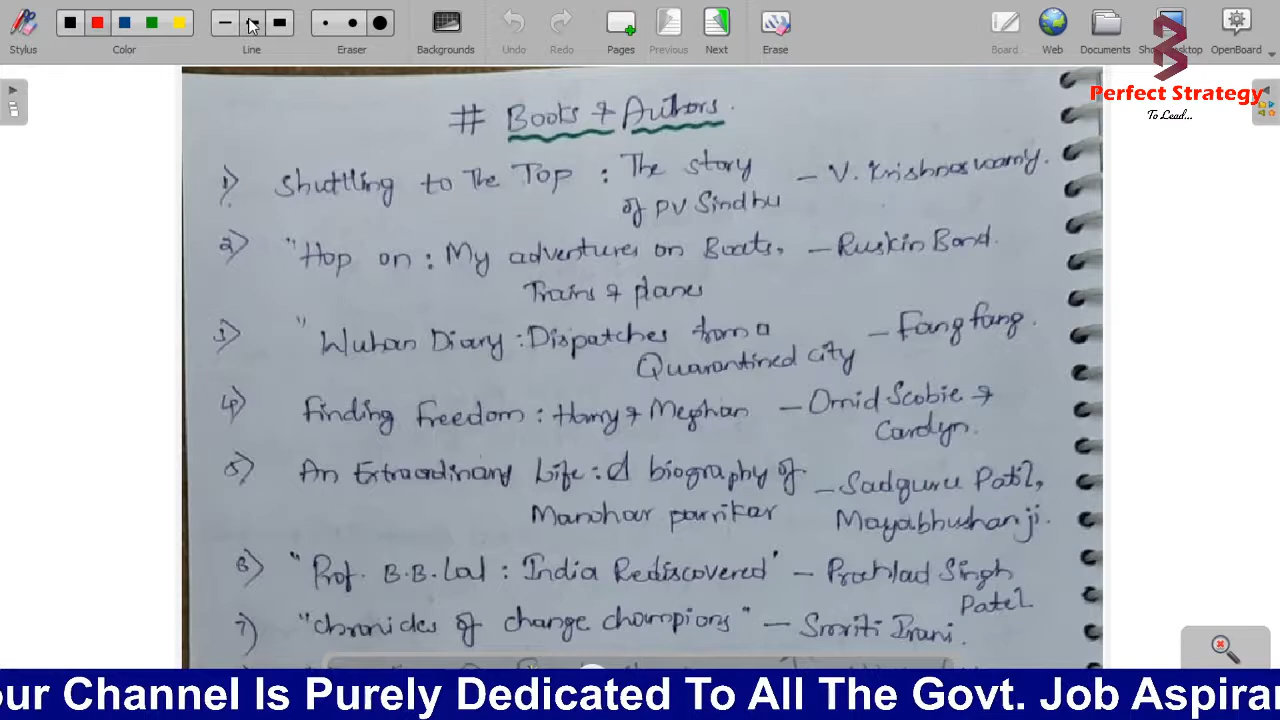 Stylus
Color
Line
Eraser
Backgrounds
Undo
Redo
Pages
Previous
Next
Erase
Board
Web
Documents
Show Desktop
OpenBoard
Perfect Strategy
To Lead...
# Books & Authors.
1) Shuttling to The Top : The story of PV Sindhu - V. Krishnaswamy.
2) "Hop on : My adventures on Boats, Trains & planes - Ruskin Bond.
3) "Wuhan Diary : Dispatches from a Quarantined city - Fang fang.
4) Finding Freedom : Harry & Meghan - Omid Scobie & Carolyn.
5) An Extraordinary Life : A biography of Manohar parrikar - Sadguru Patil, Mayabhushan ji.
6) "Prof. B.B. Lal : India Rediscovered" - Prahlad Singh Patel
7) "Chronicles of change champions" - Smriti Irani.
our Channel Is Purely Dedicated To All The Govt. Job Aspiran